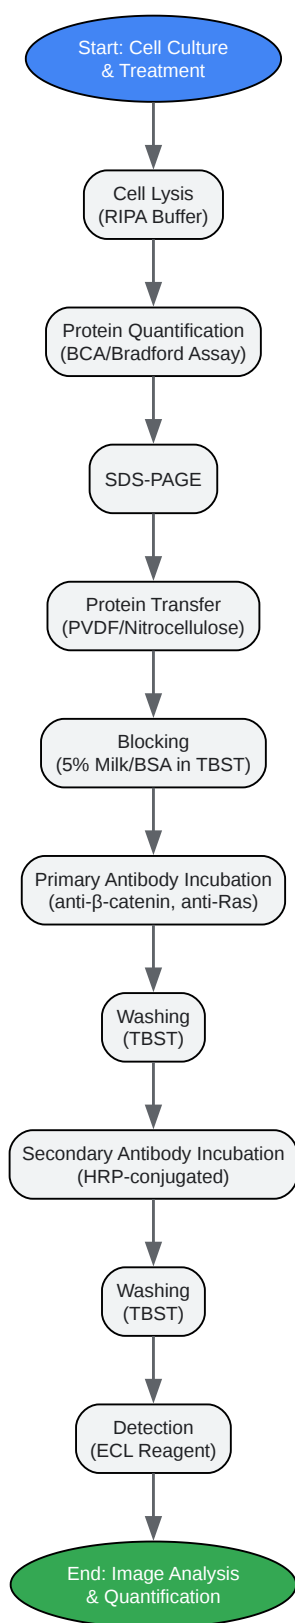 Start: Cell Culture
& Treatment
Cell Lysis
(RIPA Buffer)
Protein Quantification
(BCA/Bradford Assay)
SDS-PAGE
Protein Transfer
(PVDF/Nitrocellulose)
Blocking
(5% Milk/BSA in TBST)
Primary Antibody Incubation
(anti-β-catenin, anti-Ras)
Washing
(TBST)
Secondary Antibody Incubation
(HRP-conjugated)
Washing
(TBST)
Detection
(ECL Reagent)
End: Image Analysis
& Quantification